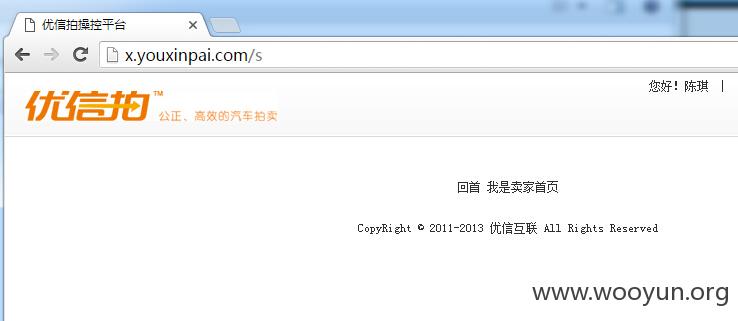 优信拍操控平台
x.youxinpai.com/s
您好！陈琪 |
优信拍™
公正、高效的汽车拍卖
回首 我是卖家首页
CopyRight © 2011-2013 优信互联 All Rights Reserved
www.wooyun.org